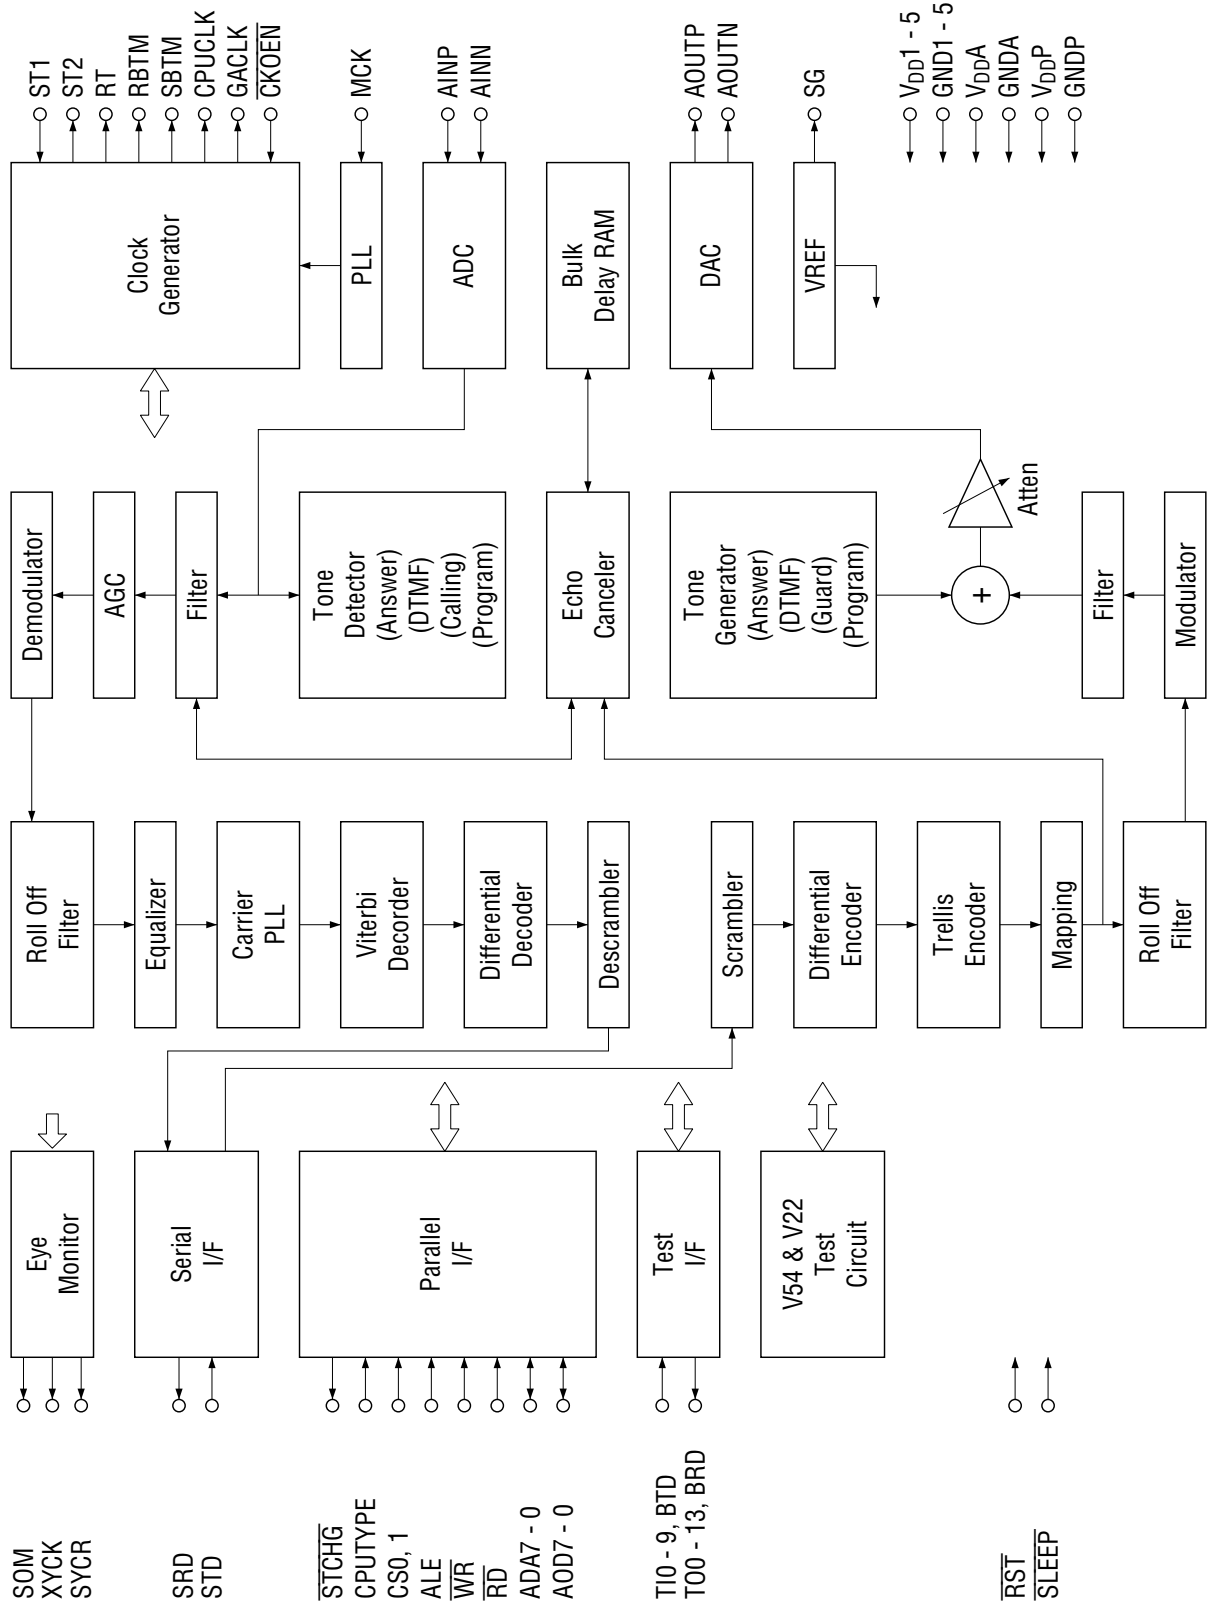 SOM
XYCK
SYCR
SRD
STD
STCHG
CPUTYPE
CS0, 1
ALE
WR
RD
ADA7 - 0
AOD7 - 0
TI0 - 9, BTD
TO0 - 13, BRD
RST
SLEEP
Eye
Monitor
Serial
I/F
Parallel
I/F
Test
I/F
V54 & V22
Test
Circuit
Roll Off
Filter
Equalizer
Carrier
PLL
Viterbi
Decorder
Differential
Decoder
Descrambler
Scrambler
Differential
Encoder
Trellis
Encoder
Mapping
Roll Off
Filter
Demodulator
AGC
Filter
Tone
Detector
(Answer)
(DTMF)
(Calling)
(Program)
Echo
Canceler
Tone
Generator
(Answer)
(DTMF)
(Guard)
(Program)
+
Atten
Filter
Modulator
Clock
Generator
PLL
ADC
Bulk
Delay RAM
DAC
VREF
ST1
ST2
RT
RBTM
SBTM
CPUCLK
GACLK
CKOEN
MCK
AINP
AINN
AOUTP
AOUTN
SG
VDD1 - 5
GND1 - 5
VDDA
GNDA
VDDP
GNDP